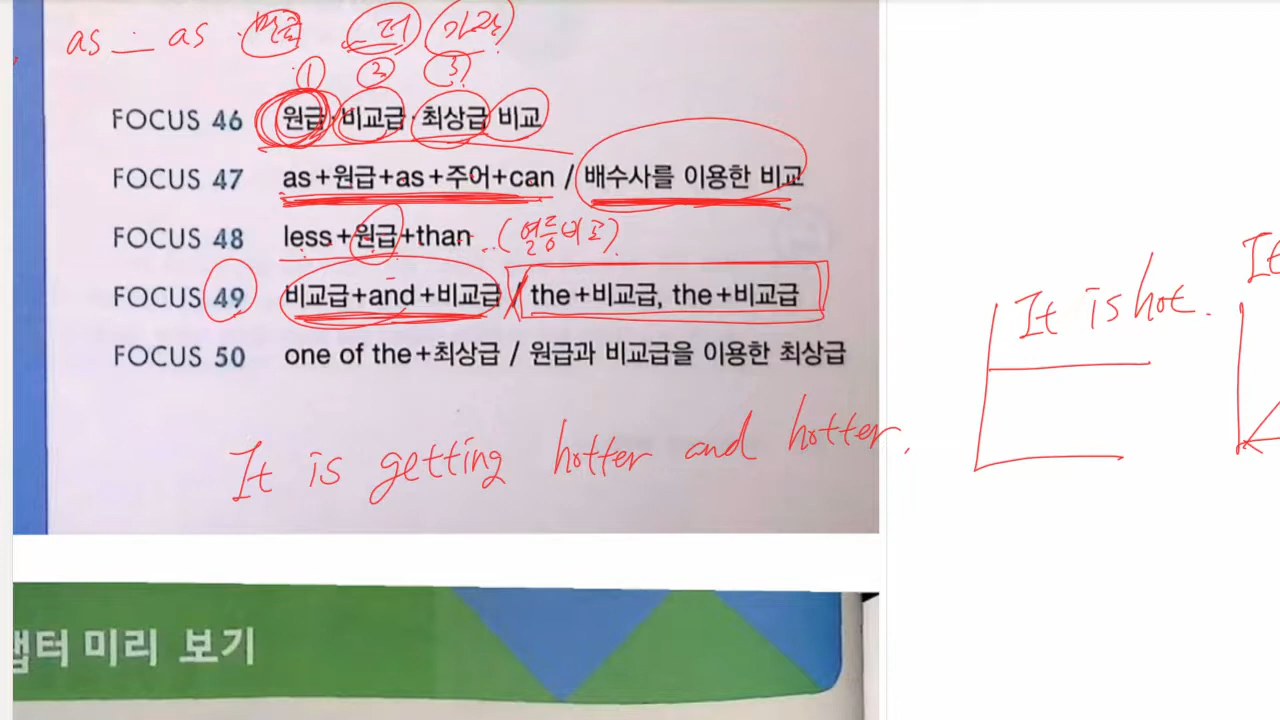 as _ as 원급 더 가장
① ② ③
FOCUS 46 원급·비교급·최상급 비교
FOCUS 47 as+원급+as+주어+can / 배수사를 이용한 비교
FOCUS 48 less+원급+than (열등비교)
FOCUS 49 비교급+and+비교급 / the+비교급, the+비교급
FOCUS 50 one of the+최상급 / 원급과 비교급을 이용한 최상급
It is getting hotter and hotter.
It is hot.
It
챕터 미리 보기